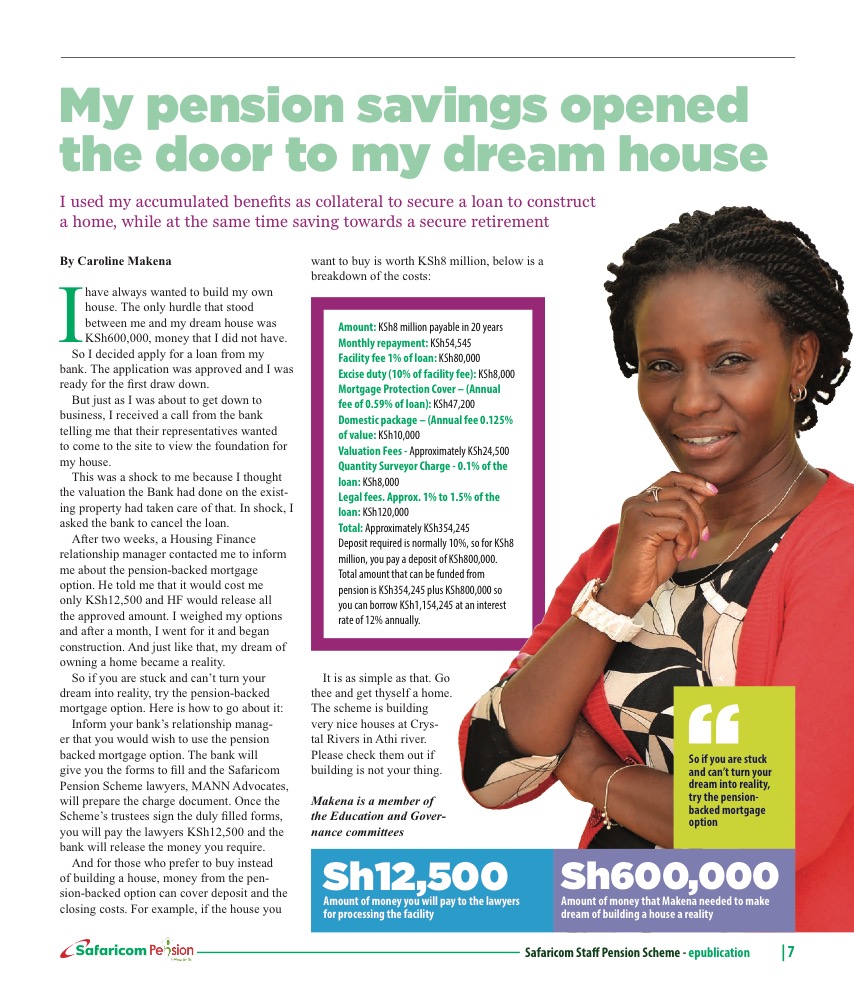 My pension savings opened
the door to my dream house
I used my accumulated benefits as collateral to secure a loan to construct
a home, while at the same time saving towards a secure retirement
By Caroline Makena
I have always wanted to build my own
house. The only hurdle that stood
between me and my dream house was
KSh600,000, money that I did not have.
So I decided apply for a loan from my
bank. The application was approved and I was
ready for the first draw down.
But just as I was about to get down to
business, I received a call from the bank
telling me that their representatives wanted
to come to the site to view the foundation for
my house.
This was a shock to me because I thought
the valuation the Bank had done on the exist-
ing property had taken care of that. In shock, I
asked the bank to cancel the loan.
After two weeks, a Housing Finance
relationship manager contacted me to inform
me about the pension-backed mortgage
option. He told me that it would cost me
only KSh12,500 and HF would release all
the approved amount. I weighed my options
and after a month, I went for it and began
construction. And just like that, my dream of
owning a home became a reality.
So if you are stuck and can't turn your
dream into reality, try the pension-backed
mortgage option. Here is how to go about it:
Inform your bank's relationship manag-
er that you would wish to use the pension
backed mortgage option. The bank will
give you the forms to fill and the Safaricom
Pension Scheme lawyers, MANN Advocates,
will prepare the charge document. Once the
Scheme's trustees sign the duly filled forms,
you will pay the lawyers KSh12,500 and the
bank will release the money you require.
And for those who prefer to buy instead
of building a house, money from the pen-
sion-backed option can cover deposit and the
closing costs. For example, if the house you
want to buy is worth KSh8 million, below is a
breakdown of the costs:
Amount: KSh8 million payable in 20 years
Monthly repayment: KSh54,545
Facility fee 1% of loan: KSh80,000
Excise duty (10% of facility fee): KSh8,000
Mortgage Protection Cover – (Annual
fee of 0.59% of loan): KSh47,200
Domestic package – (Annual fee 0.125%
of value: KSh10,000
Valuation Fees - Approximately KSh24,500
Quantity Surveyor Charge - 0.1% of the
loan: KSh8,000
Legal fees. Approx. 1% to 1.5% of the
loan: KSh120,000
Total: Approximately KSh354,245
Deposit required is normally 10%, so for KSh8
million, you pay a deposit of KSh800,000.
Total amount that can be funded from
pension is KSh354,245 plus KSh800,000 so
you can borrow KSh1,154,245 at an interest
rate of 12% annually.
It is as simple as that. Go
thee and get thyself a home.
The scheme is building
very nice houses at Crys-
tal Rivers in Athi river.
Please check them out if
building is not your thing.
Makena is a member of
the Education and Gover-
nance committees
“
So if you are stuck
and can't turn your
dream into reality,
try the pension-
backed mortgage
option
Sh12,500
Amount of money you will pay to the lawyers
for processing the facility
Sh600,000
Amount of money that Makena needed to make
dream of building a house a reality
Safaricom Pension
Safaricom Staff Pension Scheme - epublication |7